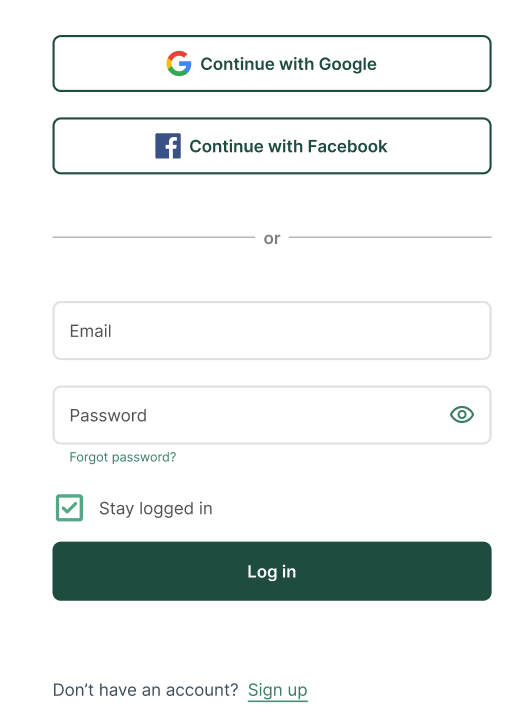 Continue with Google
Continue with Facebook
or
Email
Password
Forgot password?
Stay logged in
Log in
Don’t have an account? Sign up